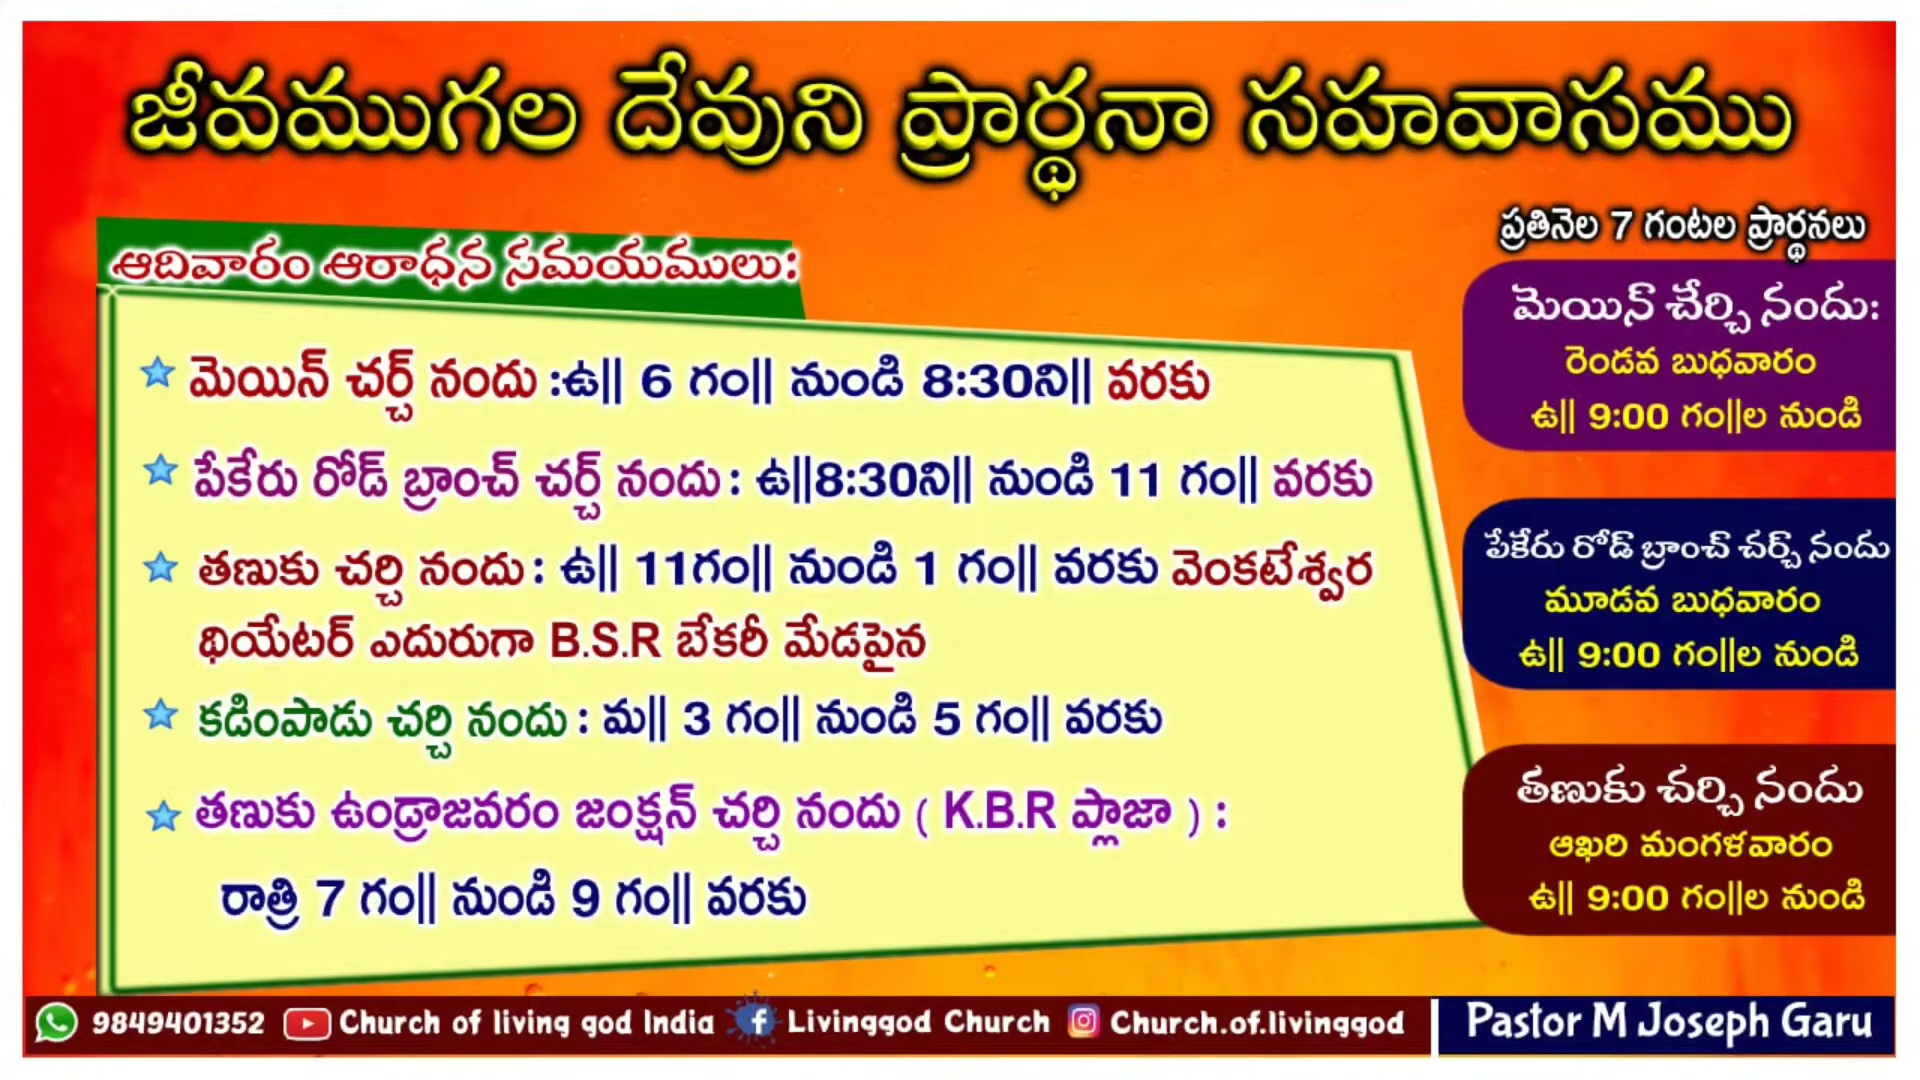 జీవముగల దేవుని ప్రార్థనా సహవాసము
ఆదివారం ఆరాధన సమయములు:
మెయిన్ చర్చ్ నందు :ఉ|| 6 గం|| నుండి 8:30ని|| వరకు
పేకేరు రోడ్ బ్రాంచ్ చర్చ్ నందు : ఉ||8:30ని|| నుండి 11 గం|| వరకు
తణుకు చర్చి నందు : ఉ|| 11గం|| నుండి 1 గం|| వరకు వెంకటేశ్వర
థియేటర్ ఎదురుగా B.S.R బేకరీ మేడపైన
కడింపాడు చర్చి నందు : మ|| 3 గం|| నుండి 5 గం|| వరకు
తణుకు ఉండ్రాజవరం జంక్షన్ చర్చి నందు ( K.B.R ప్లాజా ) :
రాత్రి 7 గం|| నుండి 9 గం|| వరకు
ప్రతినెల 7 గంటల ప్రార్థనలు
మెయిన్ చేర్చి నందు:
రెండవ బుధవారం
ఉ|| 9:00 గం||ల నుండి
పేకేరు రోడ్ బ్రాంచ్ చర్చ్ నందు
మూడవ బుధవారం
ఉ|| 9:00 గం||ల నుండి
తణుకు చర్చి నందు
ఆఖరి మంగళవారం
ఉ|| 9:00 గం||ల నుండి
9849401352 Church of living god India Livinggod Church Church.of.livinggod Pastor M Joseph Garu